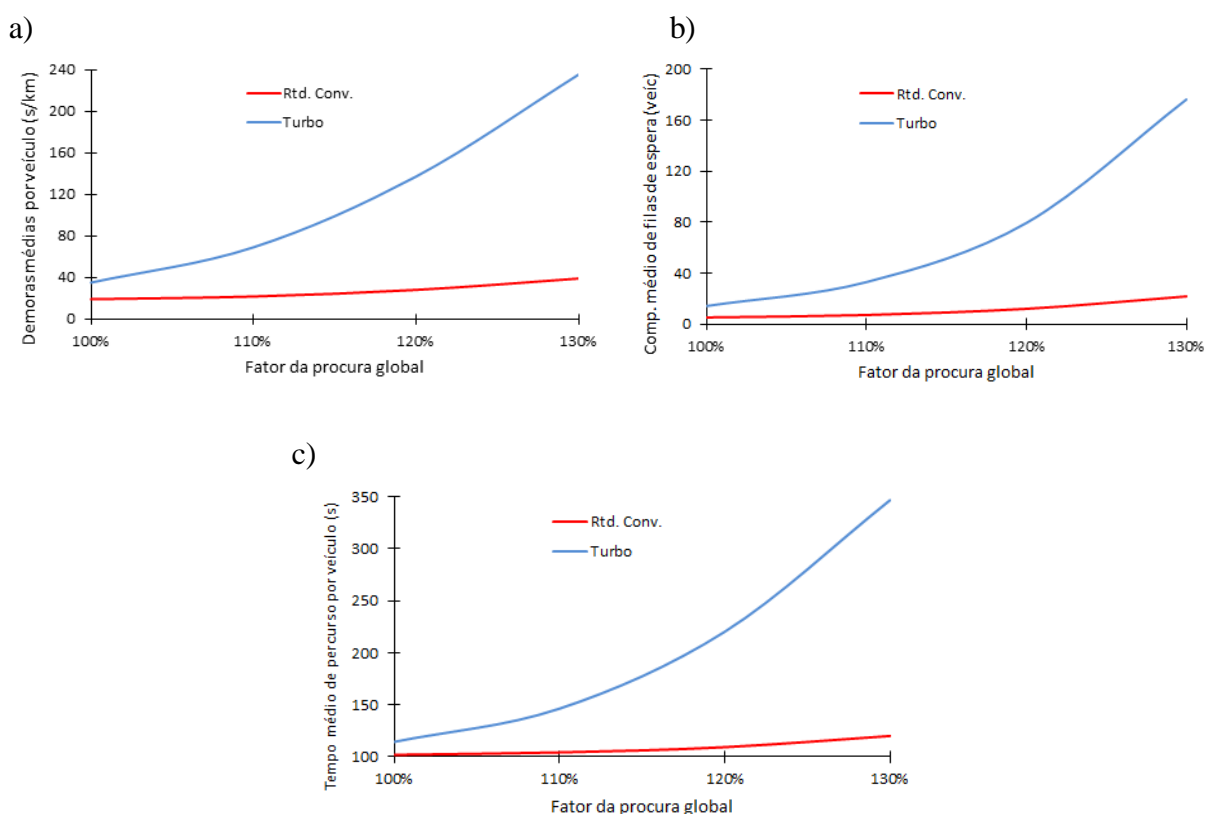 a)
Demoras médias por veículo (s/km)
240
200
160
120
80
40
0
Rtd. Conv.
Turbo
100%
110%
120%
130%
Fator da procura global
b)
Comp. médio de filas de espera (veíc)
200
160
120
80
40
0
Rtd. Conv.
Turbo
100%
110%
120%
130%
Fator da procura global
c)
Tempo médio de percurso por veículo (s)
350
300
250
200
150
100
Rtd. Conv.
Turbo
100%
110%
120%
130%
Fator da procura global